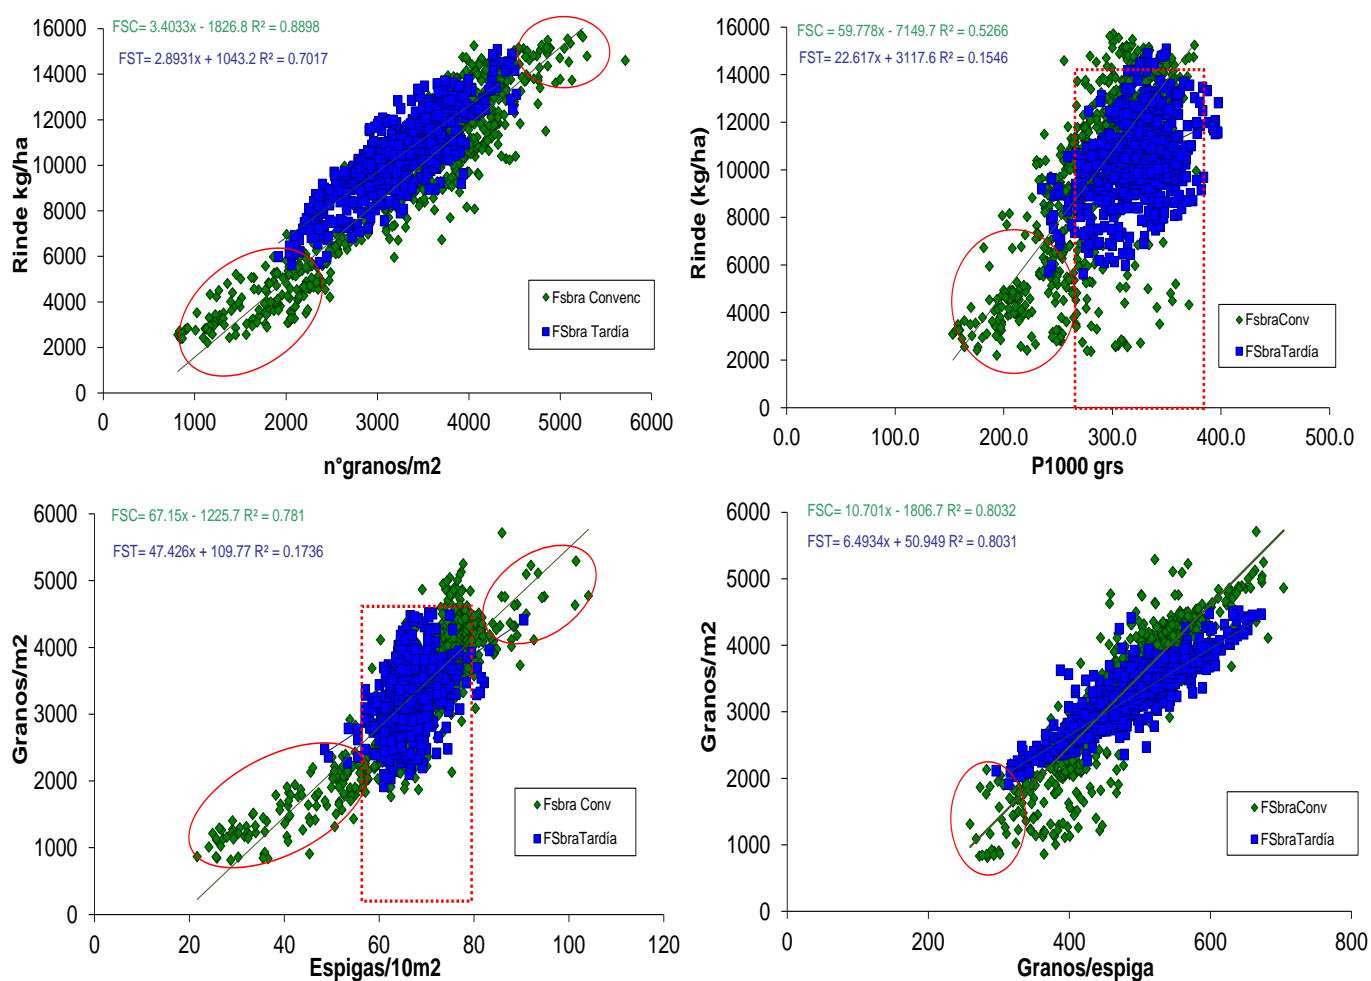 FSC= 3.4033x - 1826.8 R² = 0.8898
FST= 2.8931x + 1043.2 R² = 0.7017
Rinde kg/ha
16000
14000
12000
10000
8000
6000
4000
2000
0
0
1000
2000
3000
4000
5000
6000
n°granos/m2
Fsbra Convenc
FSbra Tardía
FSC = 59.778x - 7149.7 R² = 0.5266
FST = 22.617x + 3117.6 R² = 0.1546
Rinde (kg/ha)
16000
14000
12000
10000
8000
6000
4000
2000
0
0.0
100.0
200.0
300.0
400.0
500.0
P1000 grs
FsbraConv
FSbraTardía
FSC= 67.15x - 1225.7 R² = 0.781
FST= 47.426x + 109.77 R² = 0.1736
Granos/m2
6000
5000
4000
3000
2000
1000
0
0
20
40
60
80
100
120
Espigas/10m2
Fsbra Conv
FSbraTardía
FSC= 10.701x - 1806.7 R² = 0.8032
FST= 6.4934x + 50.949 R² = 0.8031
Granos/m2
6000
5000
4000
3000
2000
1000
0
0
200
400
600
800
Granos/espiga
FSbraConv
FSbraTardía